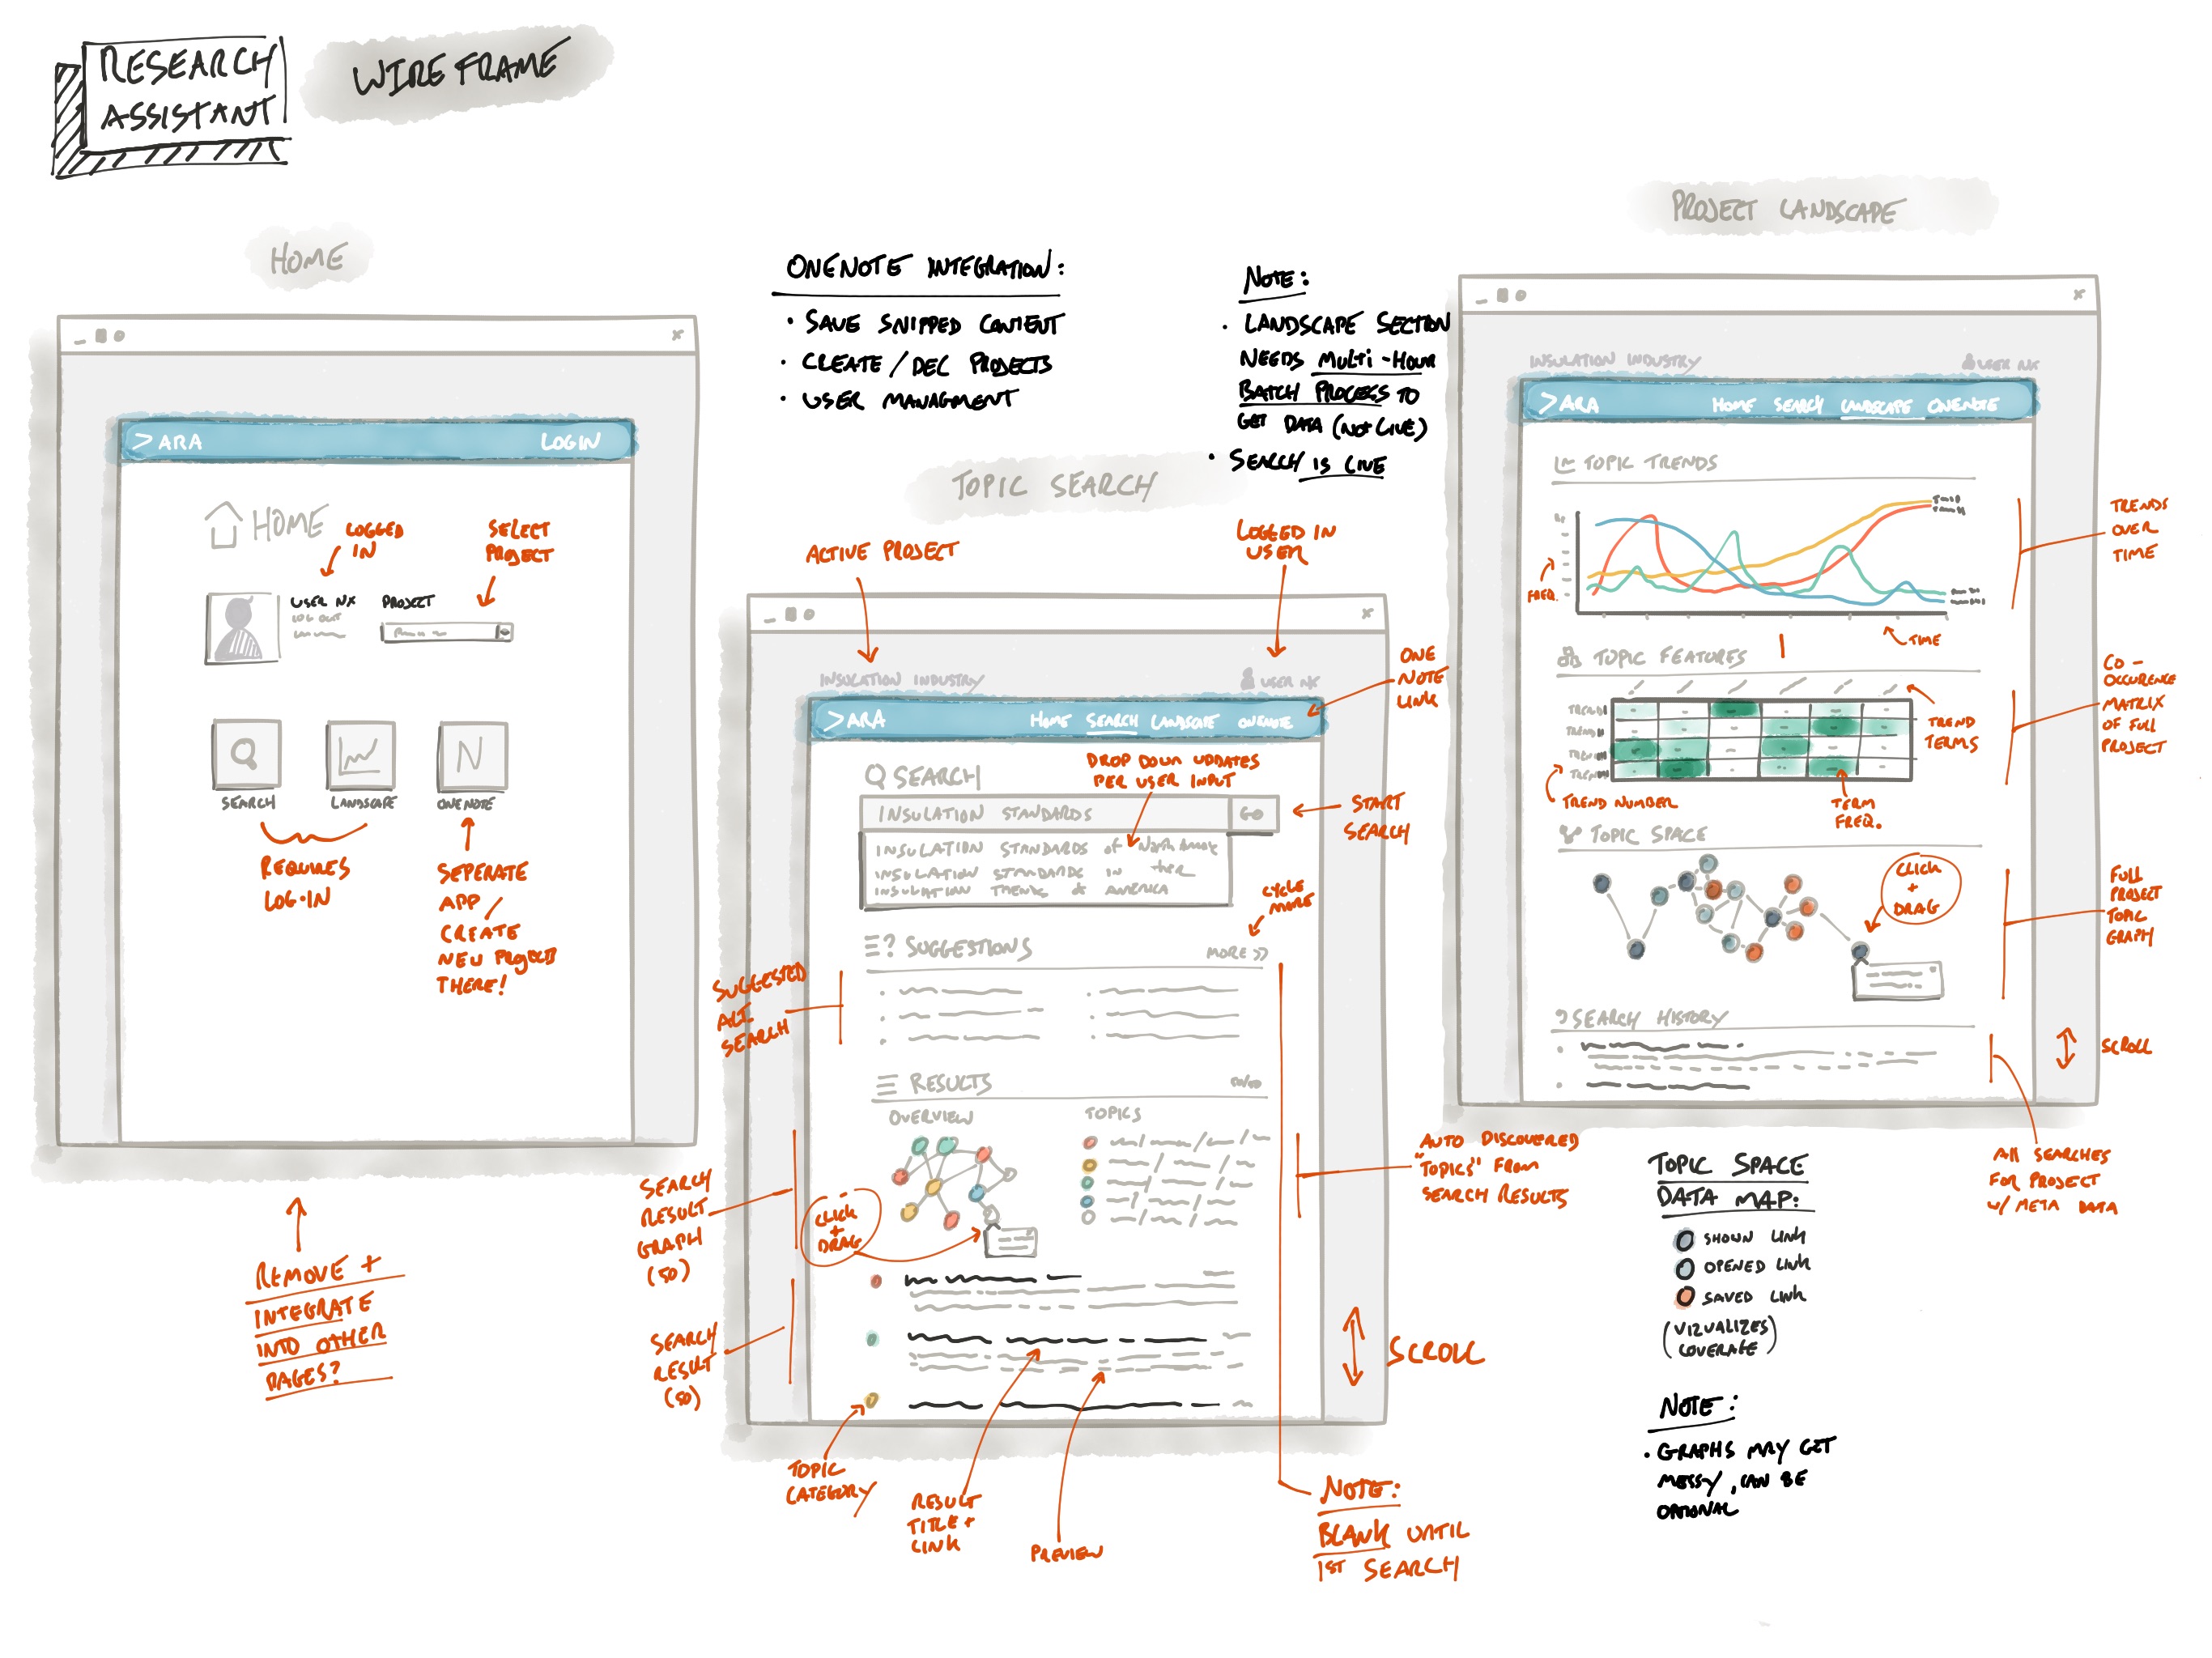 RESEARCH
ASSISTANT
WIREFRAME
HOME
>ARA LOGIN
HOME
LOGGED
IN
SELECT
PROJECT
USER NX
LOG OUT
PROJECT
SEARCH
LANDSCAPE
ONENOTE
REQUIRES
LOG-IN
SEPERATE
APP/
CREATE
NEW PROJECTS
THERE!
REMOVE +
INTEGRATE
INTO OTHER
PAGES?
ONENOTE INTEGRATION:
• SAVE SNIPPED CONTENT
• CREATE/DEC PROJECTS
• USER MANAGMENT
NOTE:
• LANDSCAPE SECTION
NEEDS MULTI-HOUR
BATCH PROCESS TO
GET DATA (NOT LIVE)
• SEARCH IS LIVE
TOPIC SEARCH
ACTIVE PROJECT
LOGGED IN
USER
INSULATION INDUSTRY
USER NX
ONE
NOTE
LINK
>ARA HOME SEARCH LANDSCAPE ONENOTE
SEARCH
DROP DOWN UPDATES
PER USER INPUT
INSULATION STANDARDS
GO
START
SEARCH
INSULATION STANDARDS of North
INSULATION STANDARDS IN
INSULATION TRENDS AMERICA
CYCLE
MORE
? SUGGESTIONS
MORE >>
SUGGESTED
ALT.
SEARCH
RESULTS
50/50
OVERVIEW
TOPICS
SEARCH
RESULT
GRAPH
(50)
CLICK
+
DRAG
AUTO DISCOVERED
"TOPICS" FROM
SEARCH RESULTS
SEARCH
RESULT
(50)
SCROLL
TOPIC
CATEGORY
RESULT
TITLE +
LINK
PREVIEW
NOTE:
BLANK UNTIL
1ST SEARCH
PROJECT LANDSCAPE
INSULATION INDUSTRY
USER NX
>ARA HOME SEARCH LANDSCAPE ONENOTE
TOPIC TRENDS
FREQ.
TIME
TRENDS
OVER
TIME
TOPIC FEATURES
TREND
TREND
TREND
TREND
TREND
TERMS
TREND NUMBER
TERM
FREQ.
CO-
OCCURENCE
MATRIX
OF FULL
PROJECT
TOPIC SPACE
CLICK
+
DRAG
FULL
PROJECT
TOPIC
GRAPH
SEARCH HISTORY
SCROLL
All SEARCHES
FOR PROJECT
W/ META DATA
TOPIC SPACE
DATA MAP:
SHOWN LINK
OPENED LINK
SAVED LINK
(VIZUALIZES
COVERAGE)
NOTE:
• GRAPHS MAY GET
MESSY, CAN BE
OPTIONAL